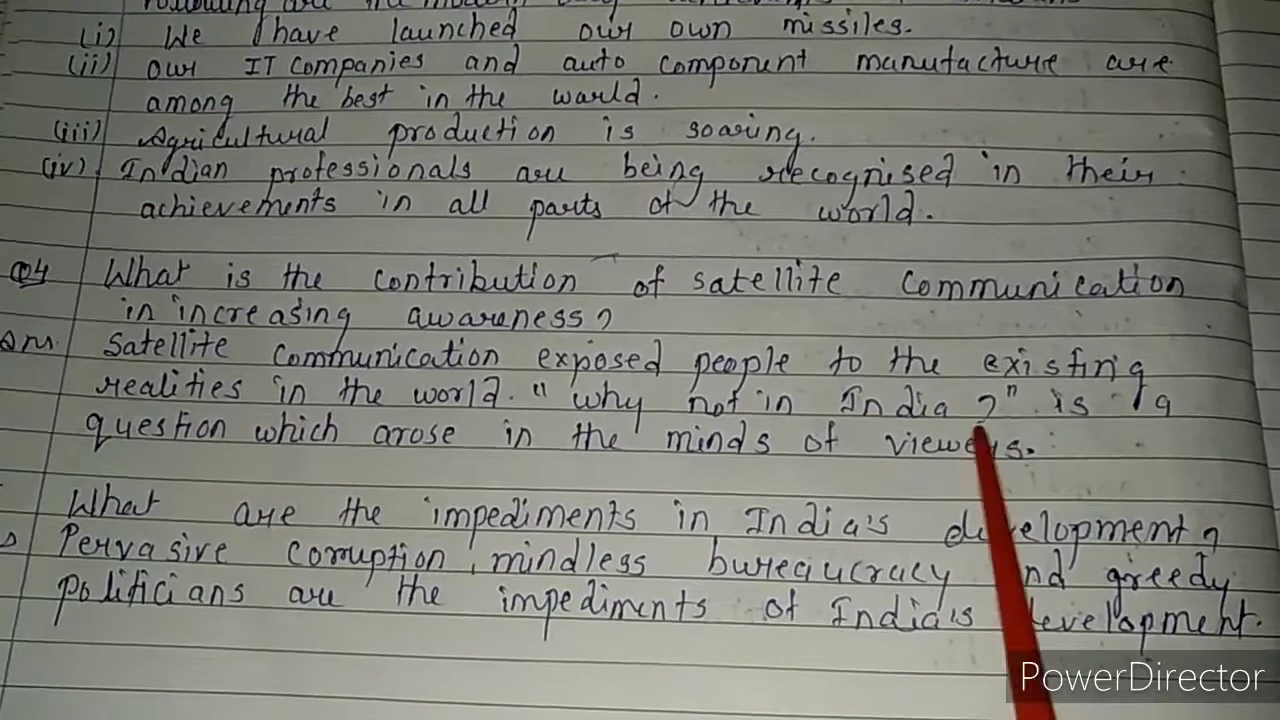 Following are the modern
(i) We have launched our own missiles.
(ii) our IT companies and auto component manufacture are
among the best in the world.
(iii) Agricultural production is soaring.
(iv) Indian professionals are being recognised in their
achievements in all parts of the world.
Q4 What is the contribution of satellite communication
in increasing awareness?
Ans. Satellite communication exposed people to the existing
realities in the world. "why not in India ?" is a
question which arose in the minds of viewers.
What are the impediments in India's development?
Pervasive corruption, mindless bureaucracy and greedy
politicians are the impediments of India's development.
PowerDirector